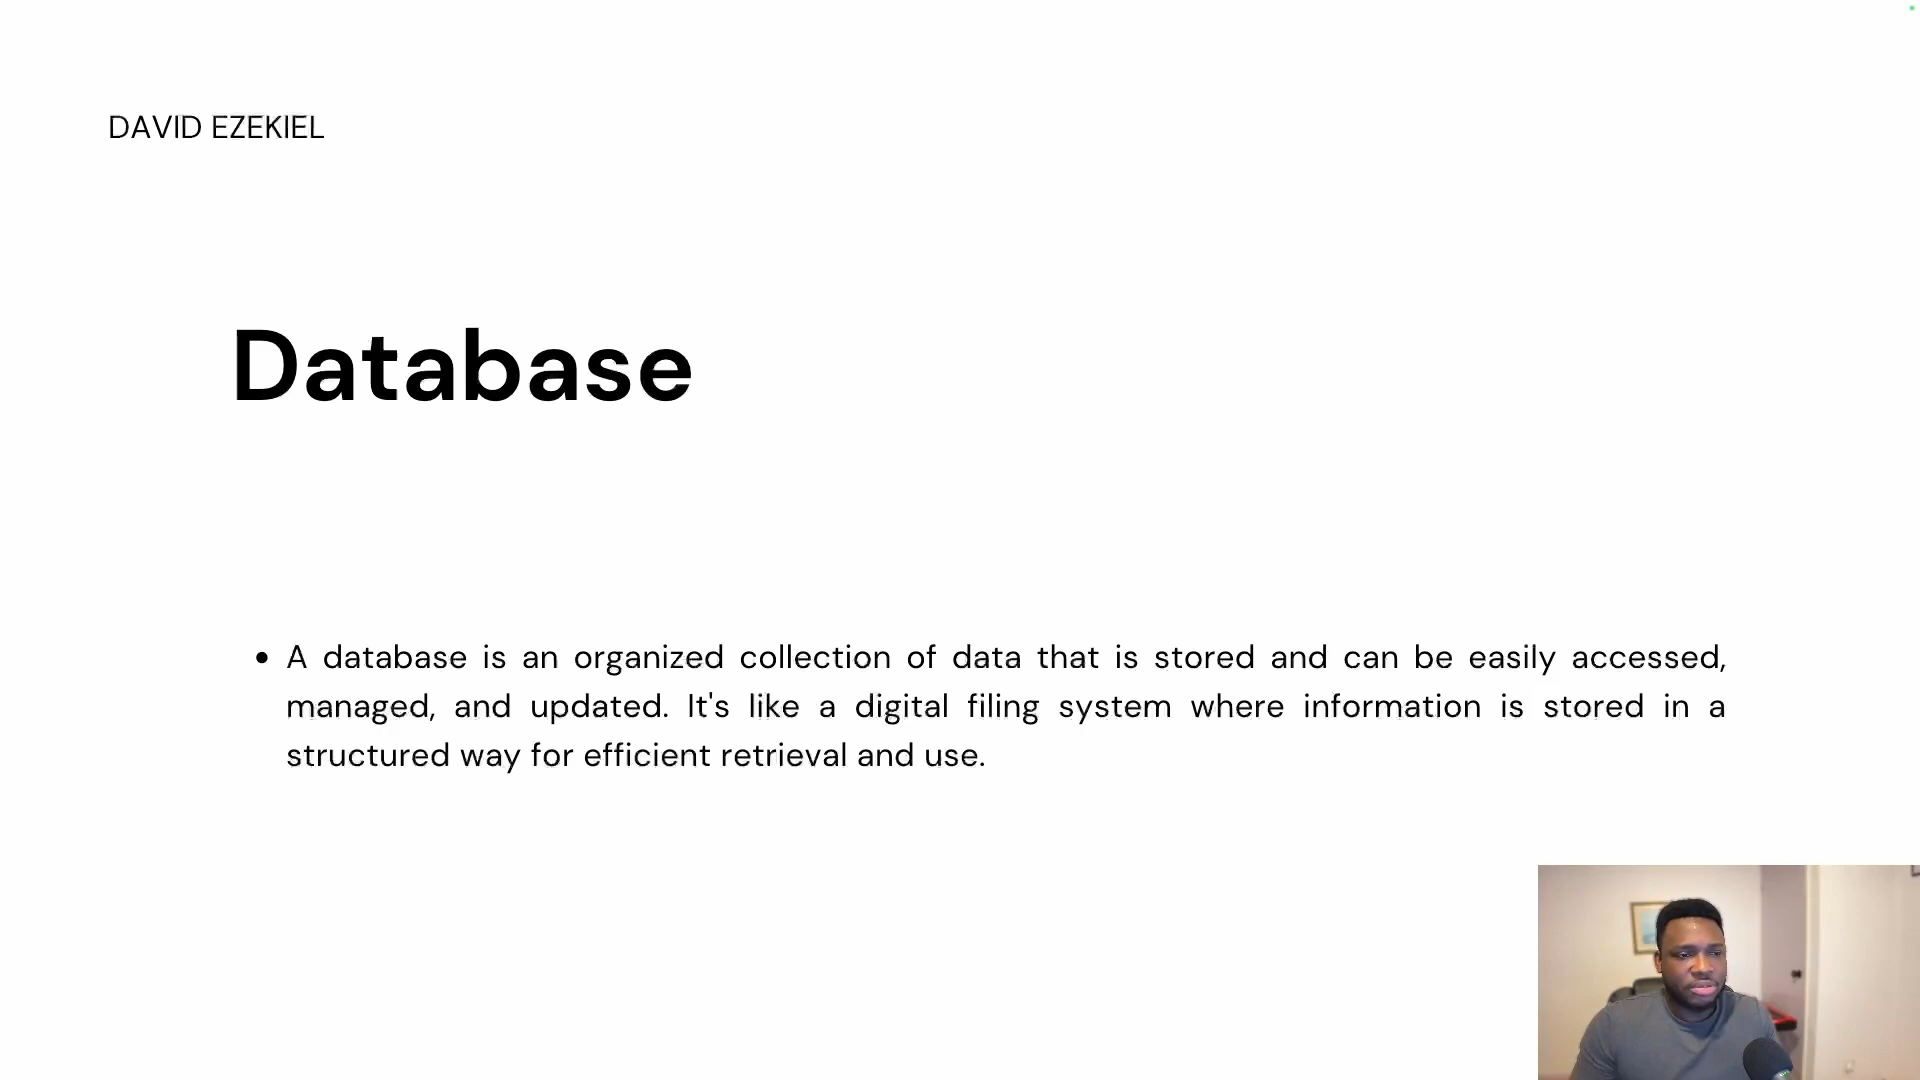 DAVID EZEKIEL
Database
• A database is an organized collection of data that is stored and can be easily accessed,
managed, and updated. It's like a digital filing system where information is stored in a
structured way for efficient retrieval and use.